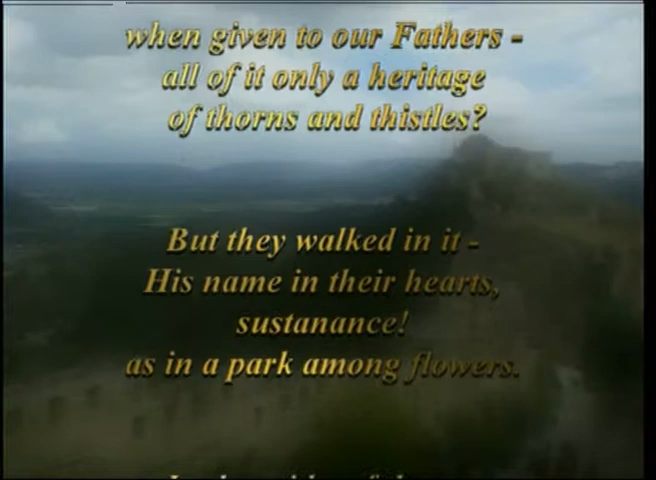 when given to our Fathers -
all of it only a heritage
of thorns and thistles?
But they walked in it -
His name in their hearts,
sustanance!
as in a park among flowers.